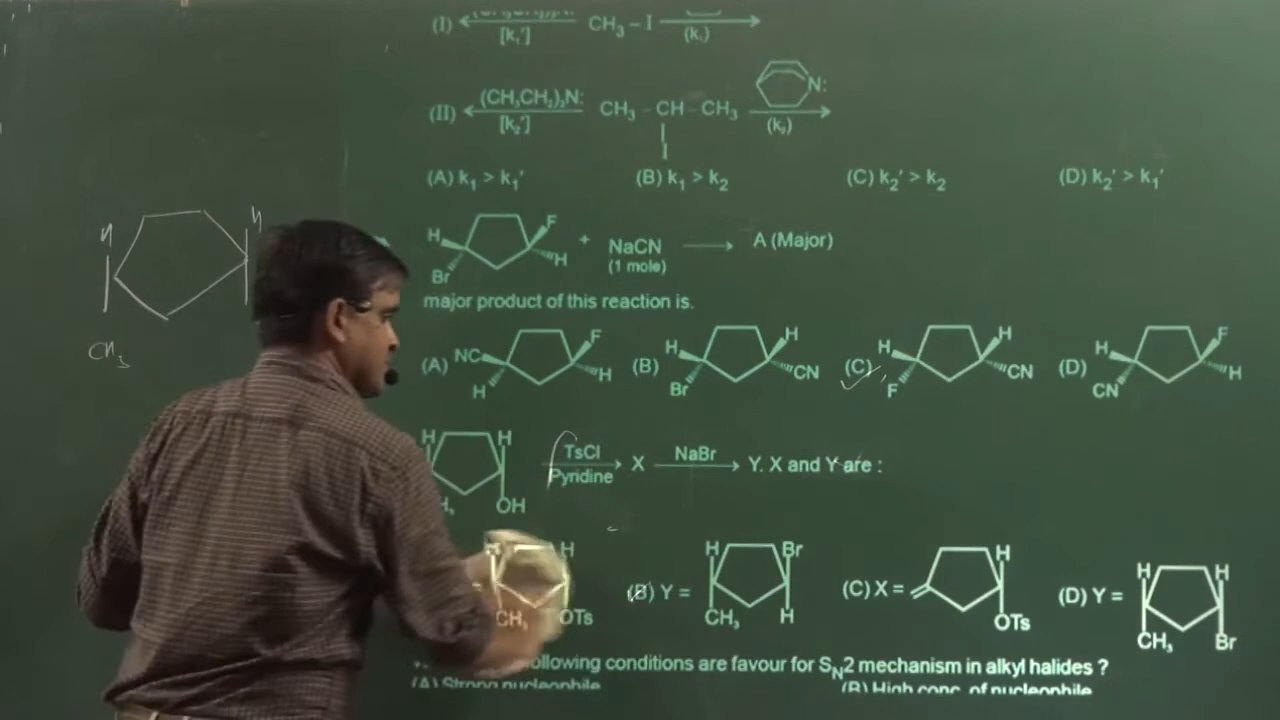 (I) [k₁'] CH₃ – I (k₁)
(II) (CH₃CH₂)₃N: [k₂'] CH₃ – CH – CH₃ N: (k₂)
I
(A) k₁ > k₁' (B) k₁ > k₂ (C) k₂' > k₂ (D) k₂' > k₁'
H H
CH₃
H F
Br H + NaCN (1 mole) → A (Major)
major product of this reaction is.
(A) NC H F H (B) H Br H CN (C) H F H CN (D) H CN F H
H H OH TsCl Pyridine → X NaBr → Y. X and Y are :
H H CH₃ OTs (B) Y = H Br CH₃ H (C) X = H OTs (D) Y = H H CH₃ Br
ollowing conditions are favour for Sₙ2 mechanism in alkyl halides ?
(A) Strong nucleophile (B) High conc. of nucleophile